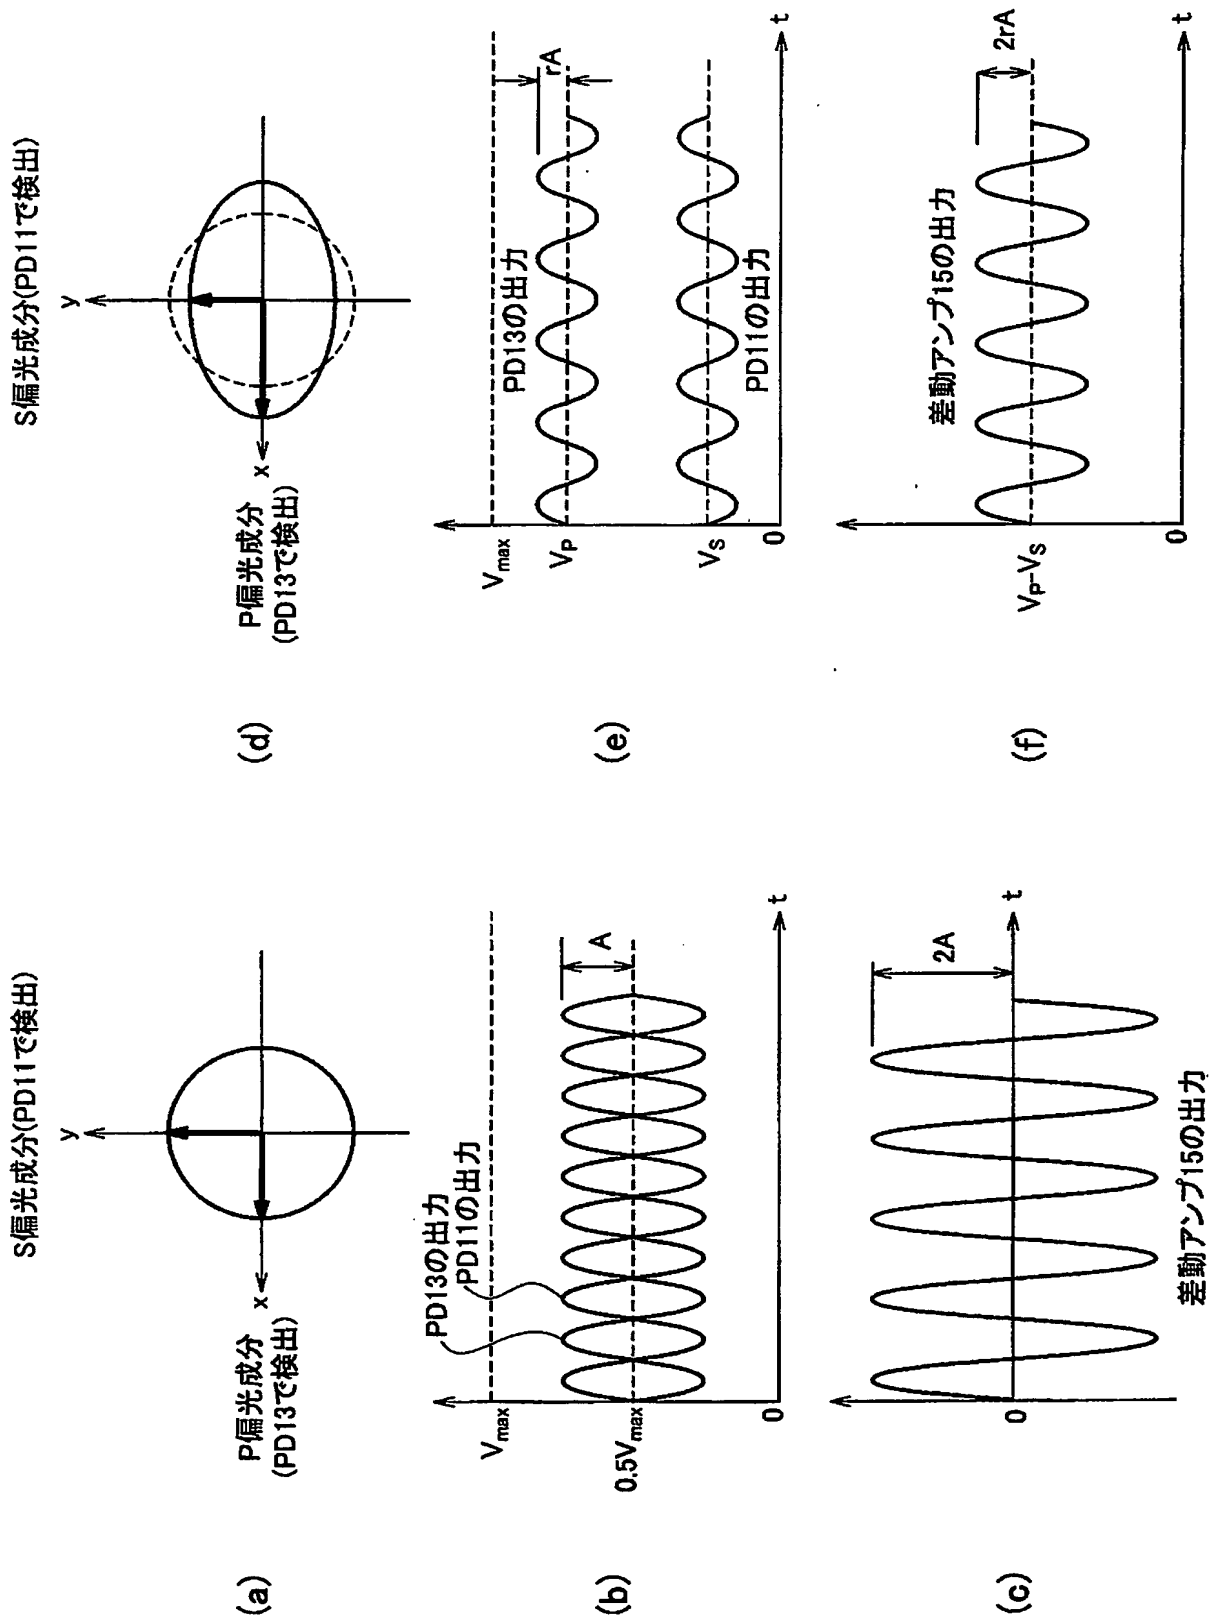 (a)
S偏光成分(PD11で検出)
y
x
P偏光成分
(PD13で検出)
(b)
Vmax
0.5Vmax
0
PD13の出力
PD11の出力
A
t
(c)
0
2A
t
差動アンプ15の出力
(d)
S偏光成分(PD11で検出)
y
x
P偏光成分
(PD13で検出)
(e)
Vmax
VP
VS
0
PD13の出力
PD11の出力
rA
t
(f)
VP-VS
0
差動アンプ15の出力
2rA
t